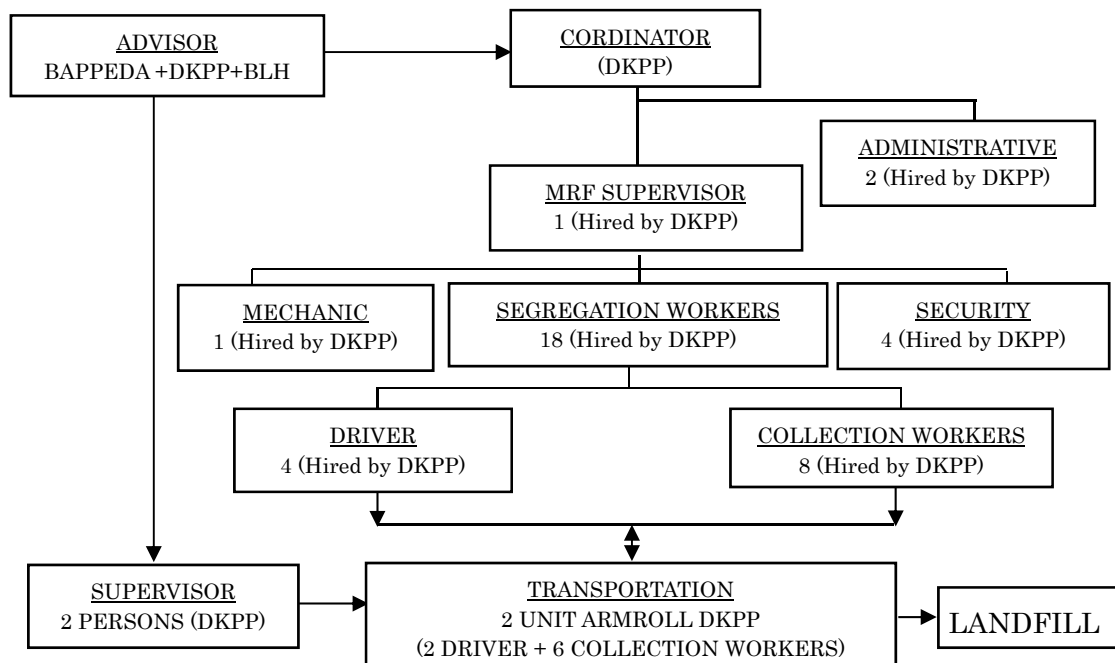 ADVISOR
BAPPEDA +DKPP+BLH
CORDINATOR
(DKPP)
ADMINISTRATIVE
2 (Hired by DKPP)
MRF SUPERVISOR
1 (Hired by DKPP)
MECHANIC
1 (Hired by DKPP)
SEGREGATION WORKERS
18 (Hired by DKPP)
SECURITY
4 (Hired by DKPP)
DRIVER
4 (Hired by DKPP)
COLLECTION WORKERS
8 (Hired by DKPP)
SUPERVISOR
2 PERSONS (DKPP)
TRANSPORTATION
2 UNIT ARMROLL DKPP
(2 DRIVER + 6 COLLECTION WORKERS)
LANDFILL